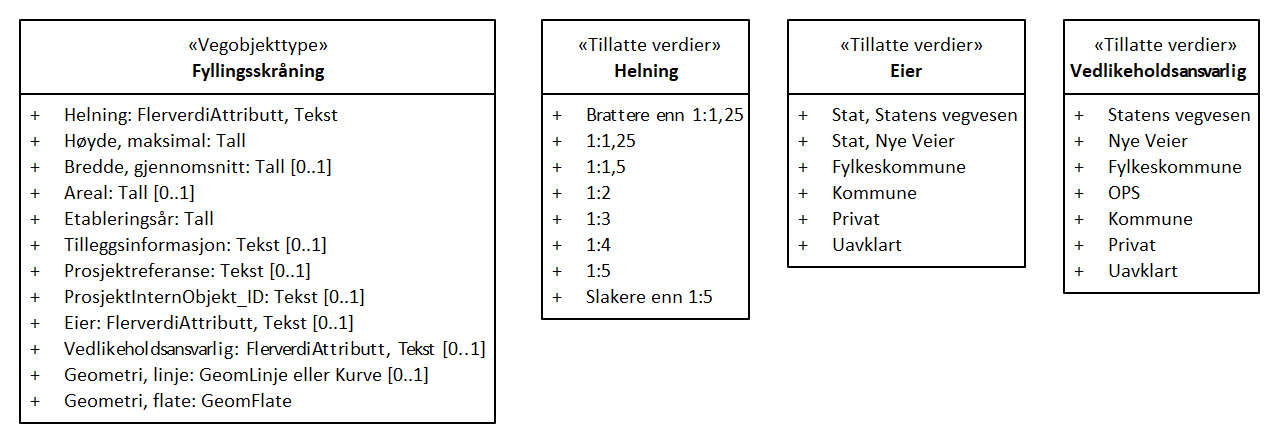 «Vegobjekttype»
Fyllingsskråning
+ Helning: FlerverdiAttributt, Tekst
+ Høyde, maksimal: Tall
+ Bredde, gjennomsnitt: Tall [0..1]
+ Areal: Tall [0..1]
+ Etableringsår: Tall
+ Tilleggsinformasjon: Tekst [0..1]
+ Prosjektreferanse: Tekst [0..1]
+ ProsjektInternObjekt_ID: Tekst [0..1]
+ Eier: FlerverdiAttributt, Tekst [0..1]
+ Vedlikeholdsansvarlig: FlerverdiAttributt, Tekst [0..1]
+ Geometri, linje: GeomLinje eller Kurve [0..1]
+ Geometri, flate: GeomFlate
«Tillatte verdier»
Helning
+ Brattere enn 1:1,25
+ 1:1,25
+ 1:1,5
+ 1:2
+ 1:3
+ 1:4
+ 1:5
+ Slakere enn 1:5
«Tillatte verdier»
Eier
+ Stat, Statens vegvesen
+ Stat, Nye Veier
+ Fylkeskommune
+ Kommune
+ Privat
+ Uavklart
«Tillatte verdier»
Vedlikeholdsansvarlig
+ Statens vegvesen
+ Nye Veier
+ Fylkeskommune
+ OPS
+ Kommune
+ Privat
+ Uavklart